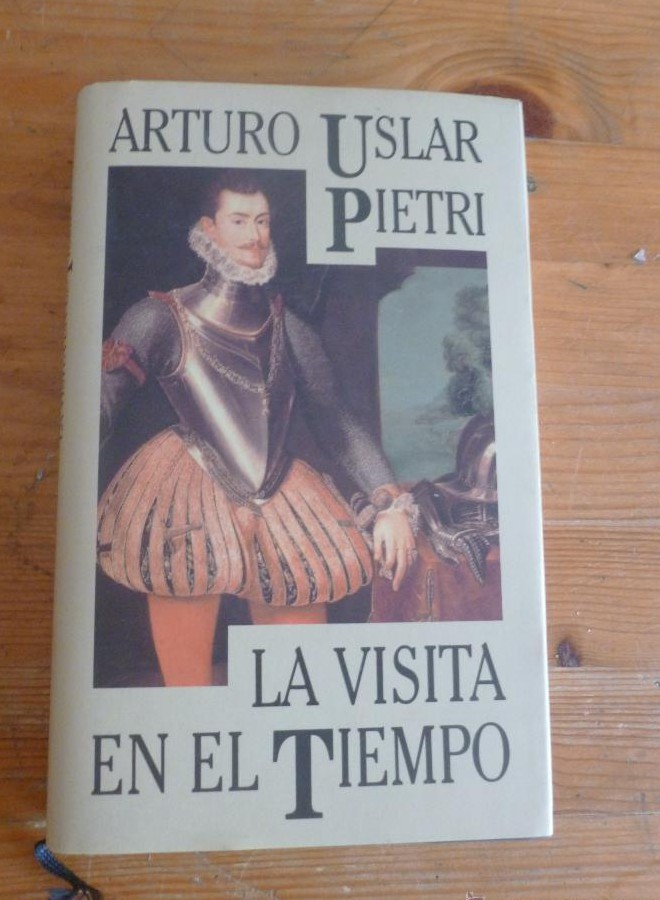 ARTURO USLAR
PIETRI
LA VISITA
EN EL TIEMPO